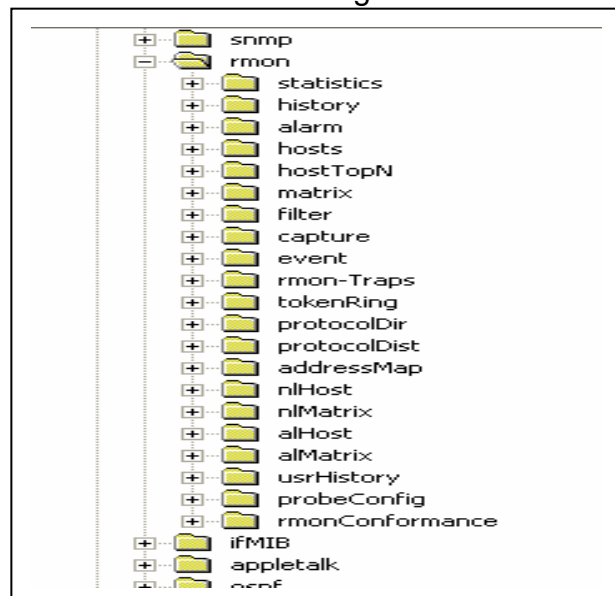 snmp
rmon
statistics
history
alarm
hosts
hostTopN
matrix
filter
capture
event
rmon-Traps
tokenRing
protocolDir
protocolDist
addressMap
nlHost
nlMatrix
alHost
alMatrix
usrHistory
probeConfig
rmonConformance
ifMIB
appletalk